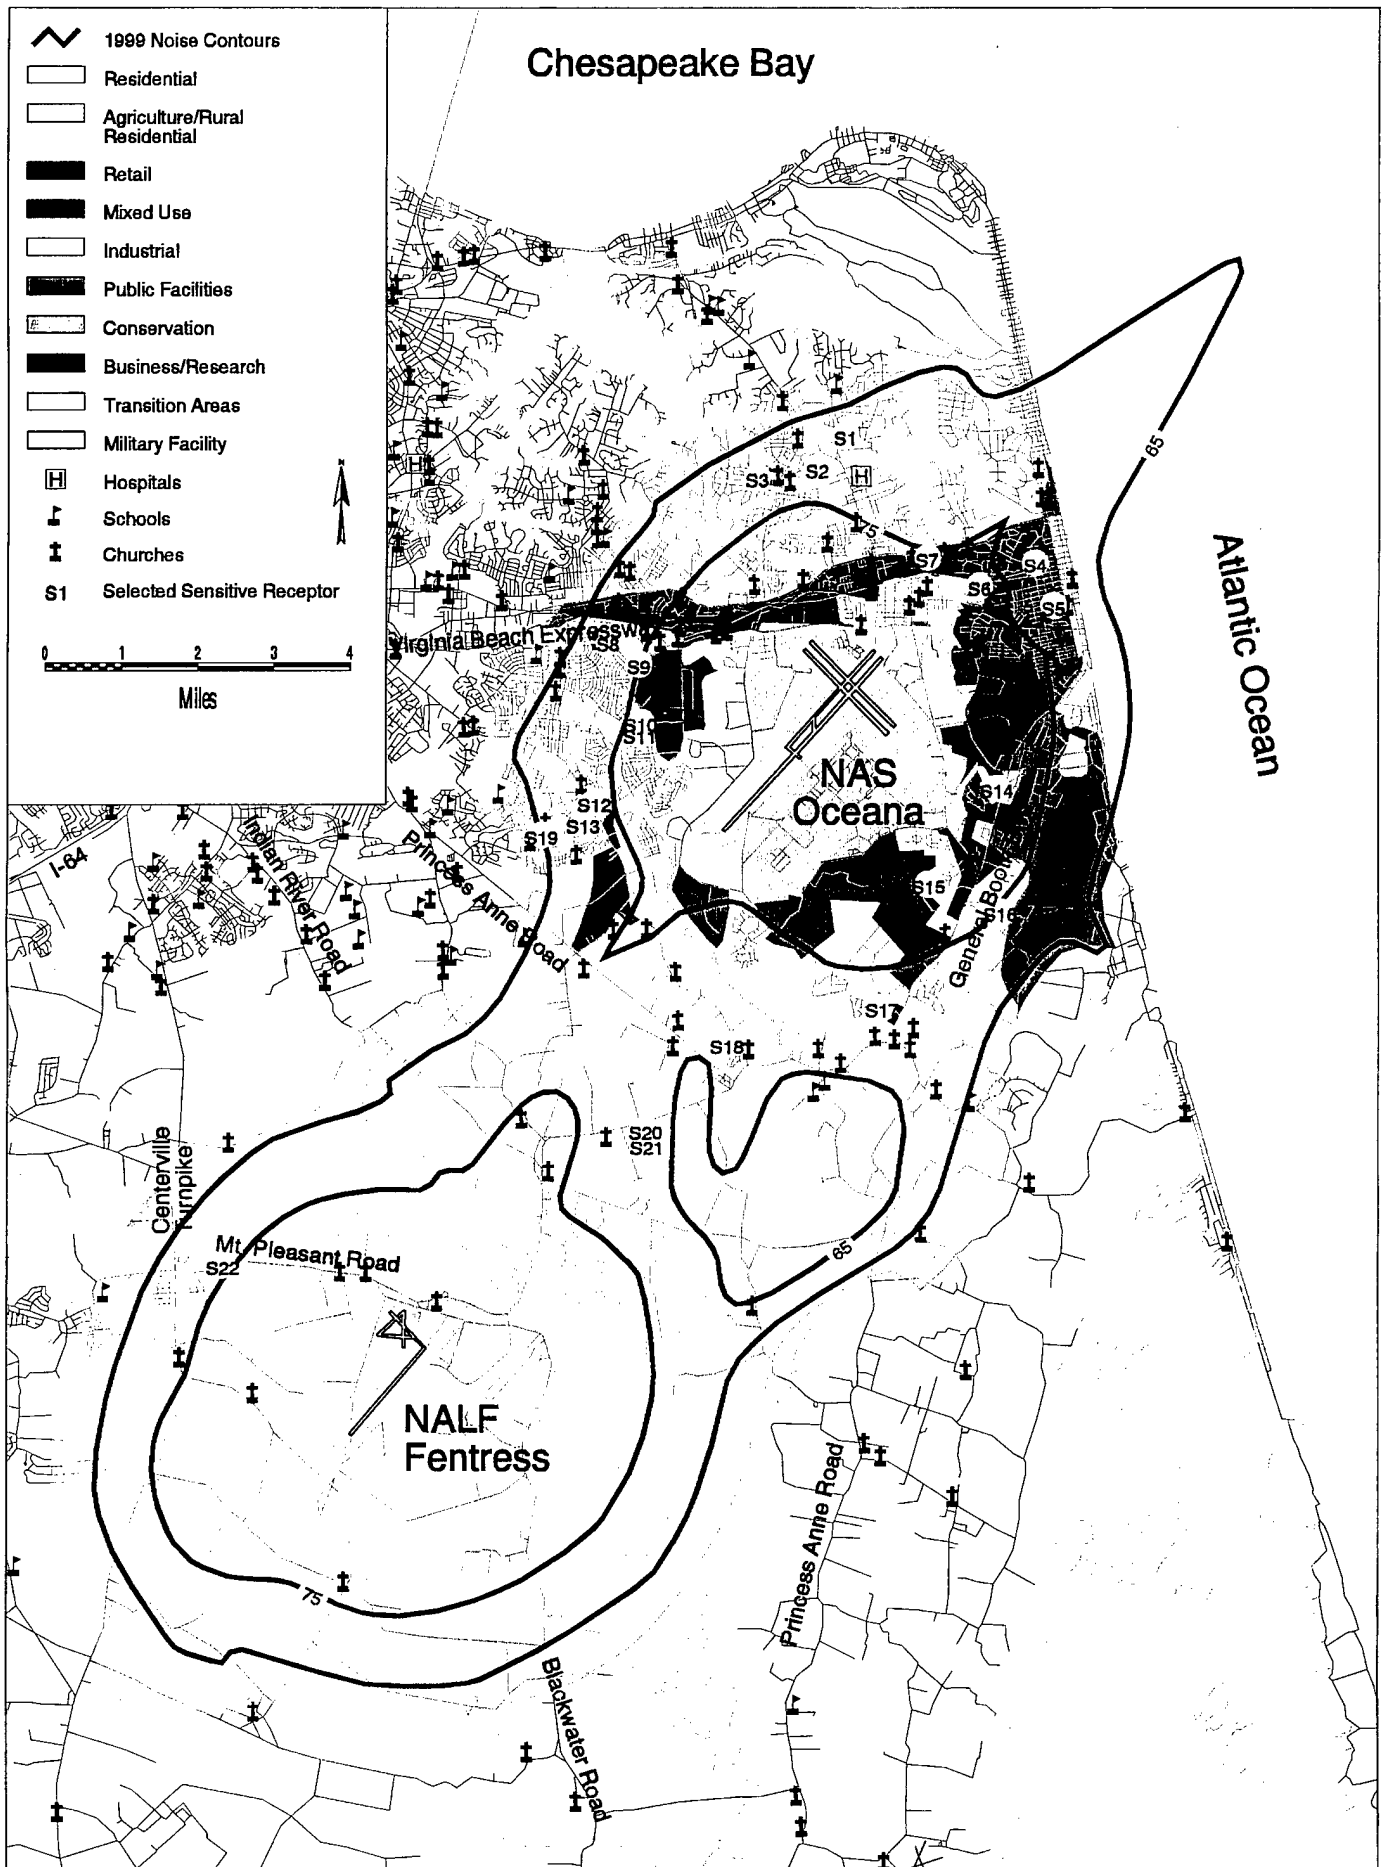 1999 Noise Contours
Residential
Agriculture/Rural
Residential
Retail
Mixed Use
Industrial
Public Facilities
Conservation
Business/Research
Transition Areas
Military Facility
N
H
Hospitals
Schools
Churches
S1
Selected Sensitive Receptor
0
1
2
3
4
Miles
Chesapeake Bay
65
Atlantic Ocean
H
S1
S2
S3
H
75
S7
S4
S6
S5
Virginia Beach Expressway
S8
S9
S10
S11
NAS
Oceana
S12
S13
S14
S19
I-64
Indian River Road
Princess Anne Road
S15
S16
General Booth
S17
S18
S20
S21
Centerville
Turnpike
Mt. Pleasant Road
S22
65
NALF
Fentress
Princess Anne Road
75
Blackwater Road